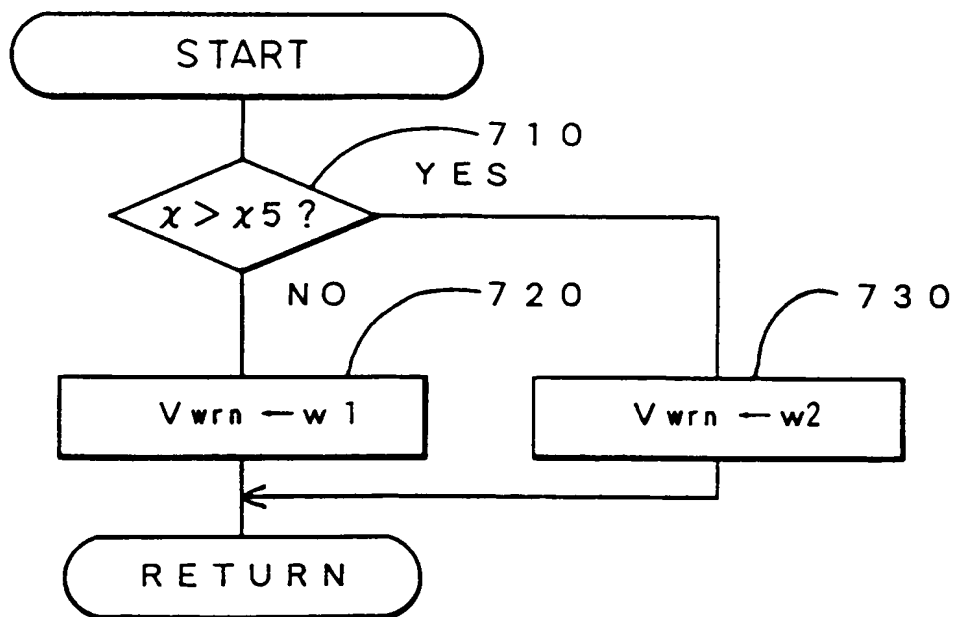 START
710
YES
χ > χ5 ?
NO
720
730
Vwrn ← w1
Vwrn ← w2
RETURN